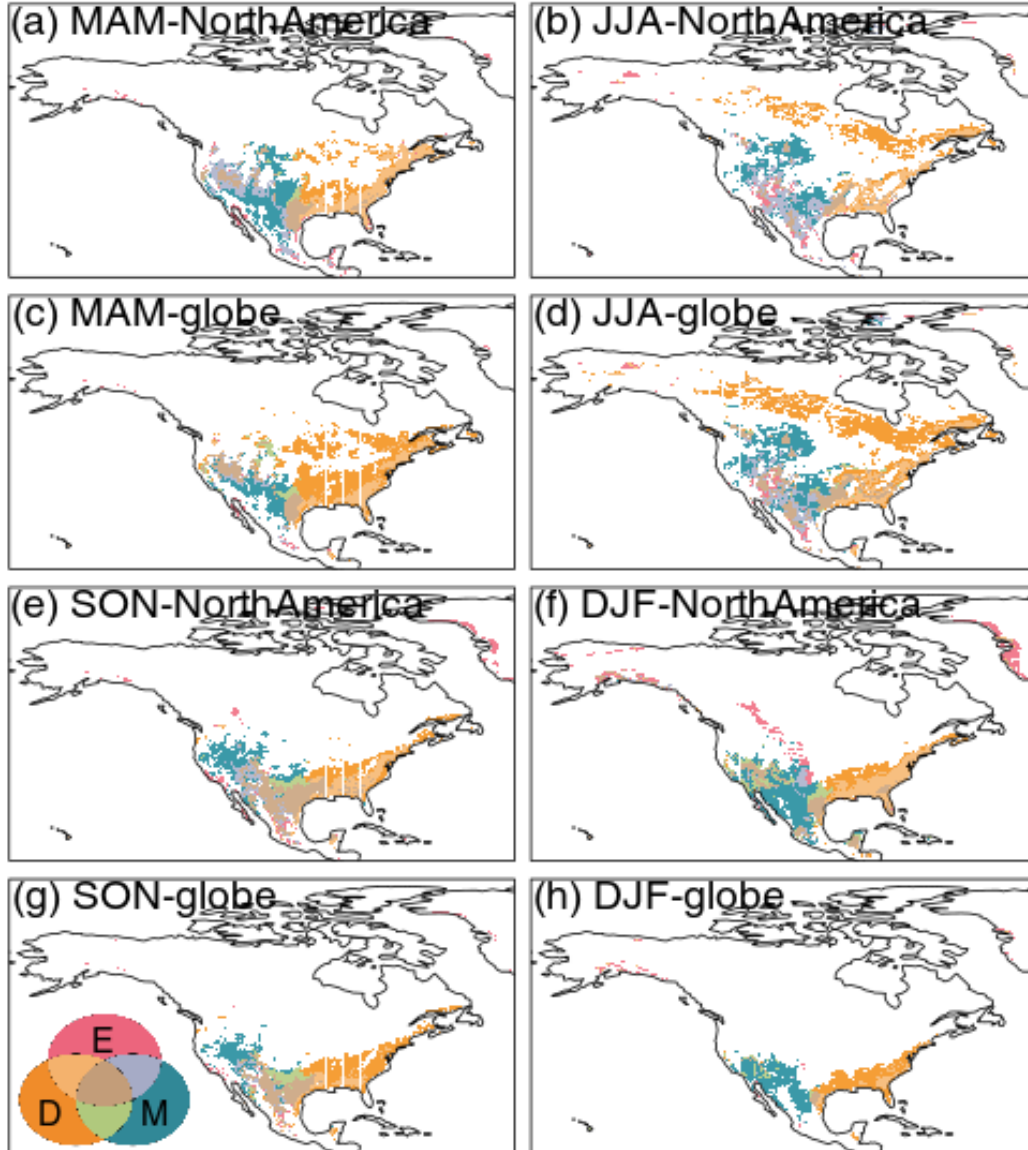 (a) MAM-NorthAmerica
(b) JJA-NorthAmerica
(c) MAM-globe
(d) JJA-globe
(e) SON-NorthAmerica
(f) DJF-NorthAmerica
(g) SON-globe
(h) DJF-globe
E
D
M